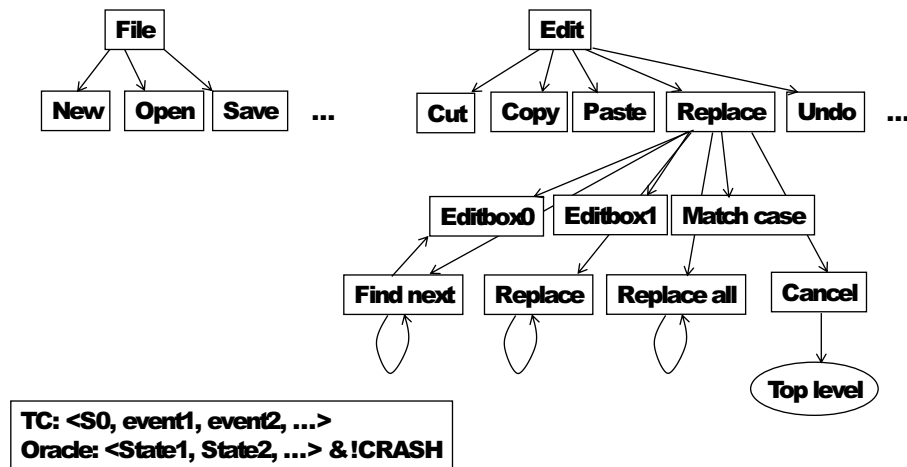 File Edit
New Open Save ... Cut Copy Paste Replace Undo ...
Editbox0 Editbox1 Match case
Find next Replace Replace all Cancel
Top level
TC: <S0, event1, event2, ...>
Oracle: <State1, State2, ...> & !CRASH